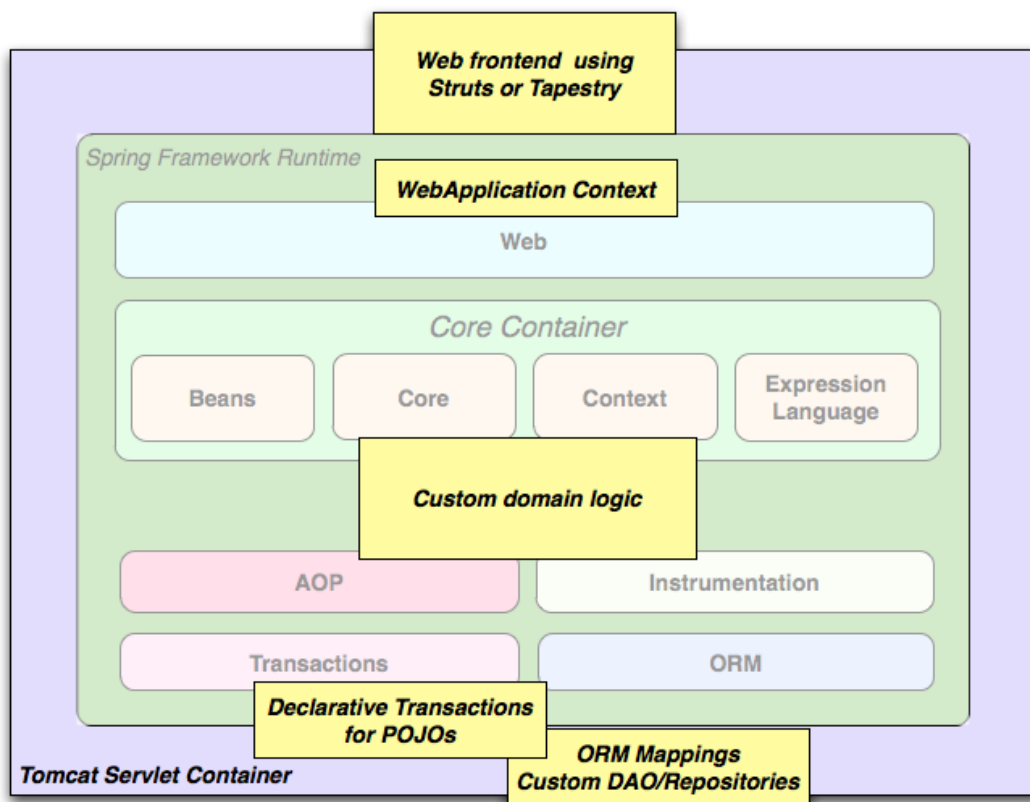 Web frontend using
Struts or Tapestry
Spring Framework Runtime
WebApplication Context
Web
Core Container
Beans
Core
Context
Expression
Language
Custom domain logic
AOP
Instrumentation
Transactions
ORM
Declarative Transactions
for POJOs
ORM Mappings
Custom DAO/Repositories
Tomcat Servlet Container